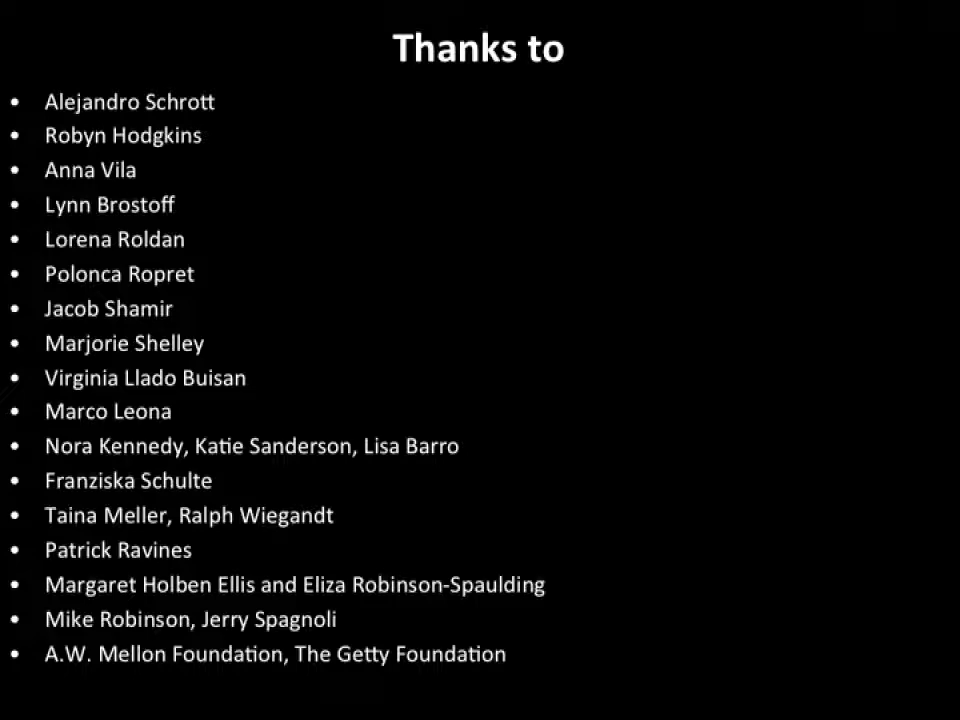 Thanks to
• Alejandro Schrott
• Robyn Hodgkins
• Anna Vila
• Lynn Brostoff
• Lorena Roldan
• Polonca Ropret
• Jacob Shamir
• Marjorie Shelley
• Virginia Llado Buisan
• Marco Leona
• Nora Kennedy, Katie Sanderson, Lisa Barro
• Franziska Schulte
• Taina Meller, Ralph Wiegandt
• Patrick Ravines
• Margaret Holben Ellis and Eliza Robinson-Spaulding
• Mike Robinson, Jerry Spagnoli
• A.W. Mellon Foundation, The Getty Foundation